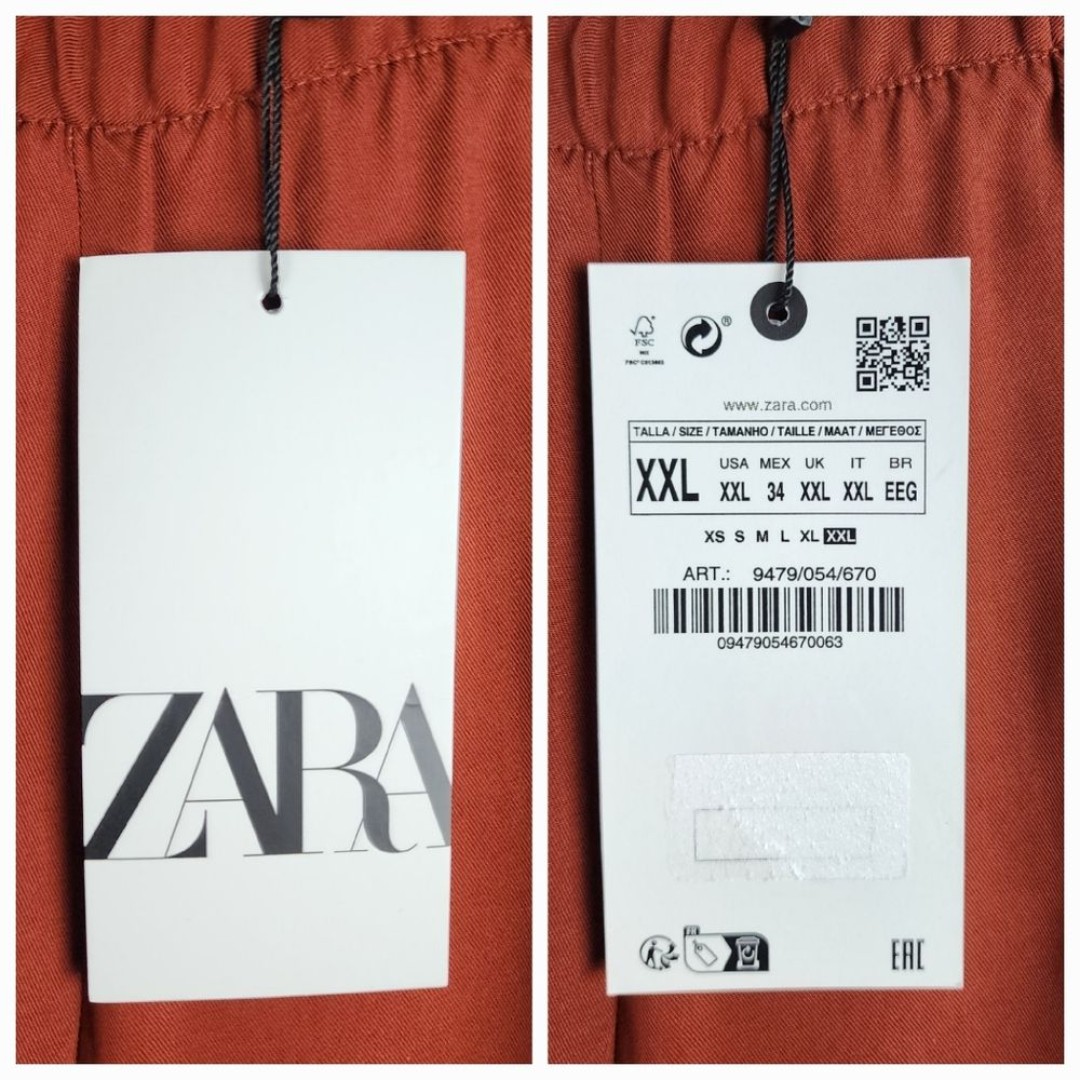 ZARA
FSC
®
www.zara.com
TALLA / SIZE / TAMANHO / TAILLE / MAAT / ΜΕΓΕΘΟΣ
XXL
USA MEX UK IT BR
XXL 34 XXL XXL EEG
XS S M L XL XXL
ART.: 9479/054/670
09479054670063
FR
EAC